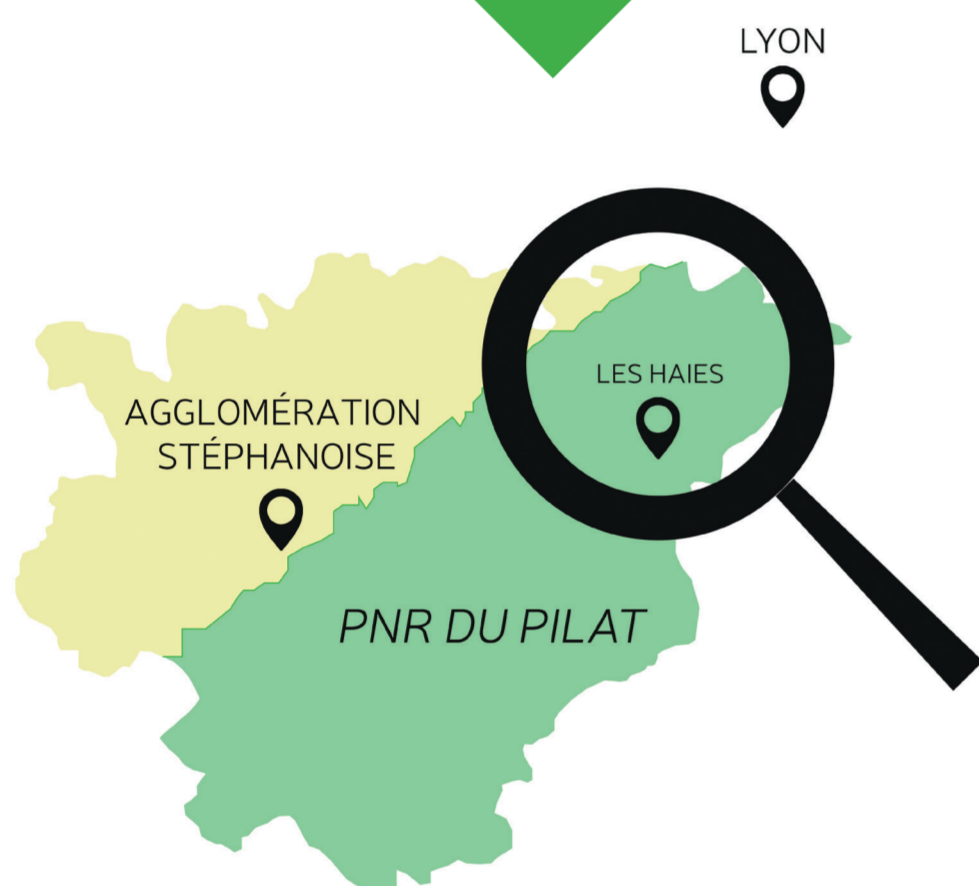 LYON
LES HAIES
AGGLOMÉRATION
STÉPHANOISE
PNR DU PILAT